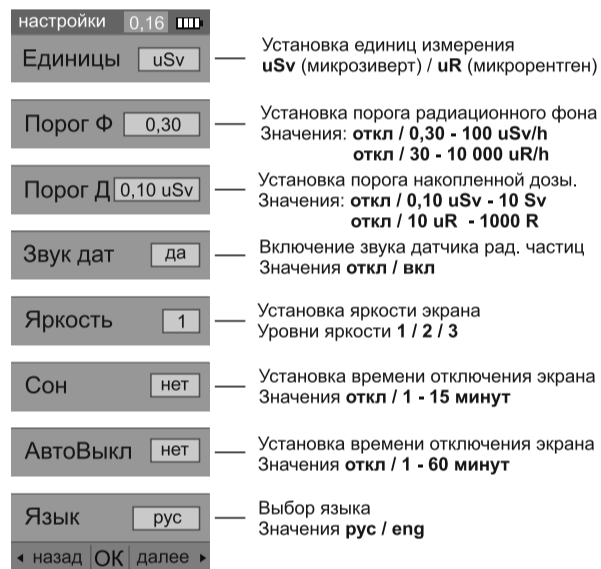 настройки 0,16
Единицы uSv
Установка единиц измерения
uSv (микрозиверт) / uR (микрорентген)
Порог Ф 0,30
Установка порога радиационного фона
Значения: откл / 0,30 - 100 uSv/h
откл / 30 - 10 000 uR/h
Порог Д 0,10 uSv
Установка порога накопленной дозы.
Значения: откл / 0,10 uSv - 10 Sv
откл / 10 uR - 1000 R
Звук дат да
Включение звука датчика рад. частиц
Значения откл / вкл
Яркость 1
Установка яркости экрана
Уровни яркости 1 / 2 / 3
Сон нет
Установка времени отключения экрана
Значения откл / 1 - 15 минут
АвтоВыкл нет
Установка времени отключения экрана
Значения откл / 1 - 60 минут
Язык рус
Выбор языка
Значения рус / eng
назад ОК далее